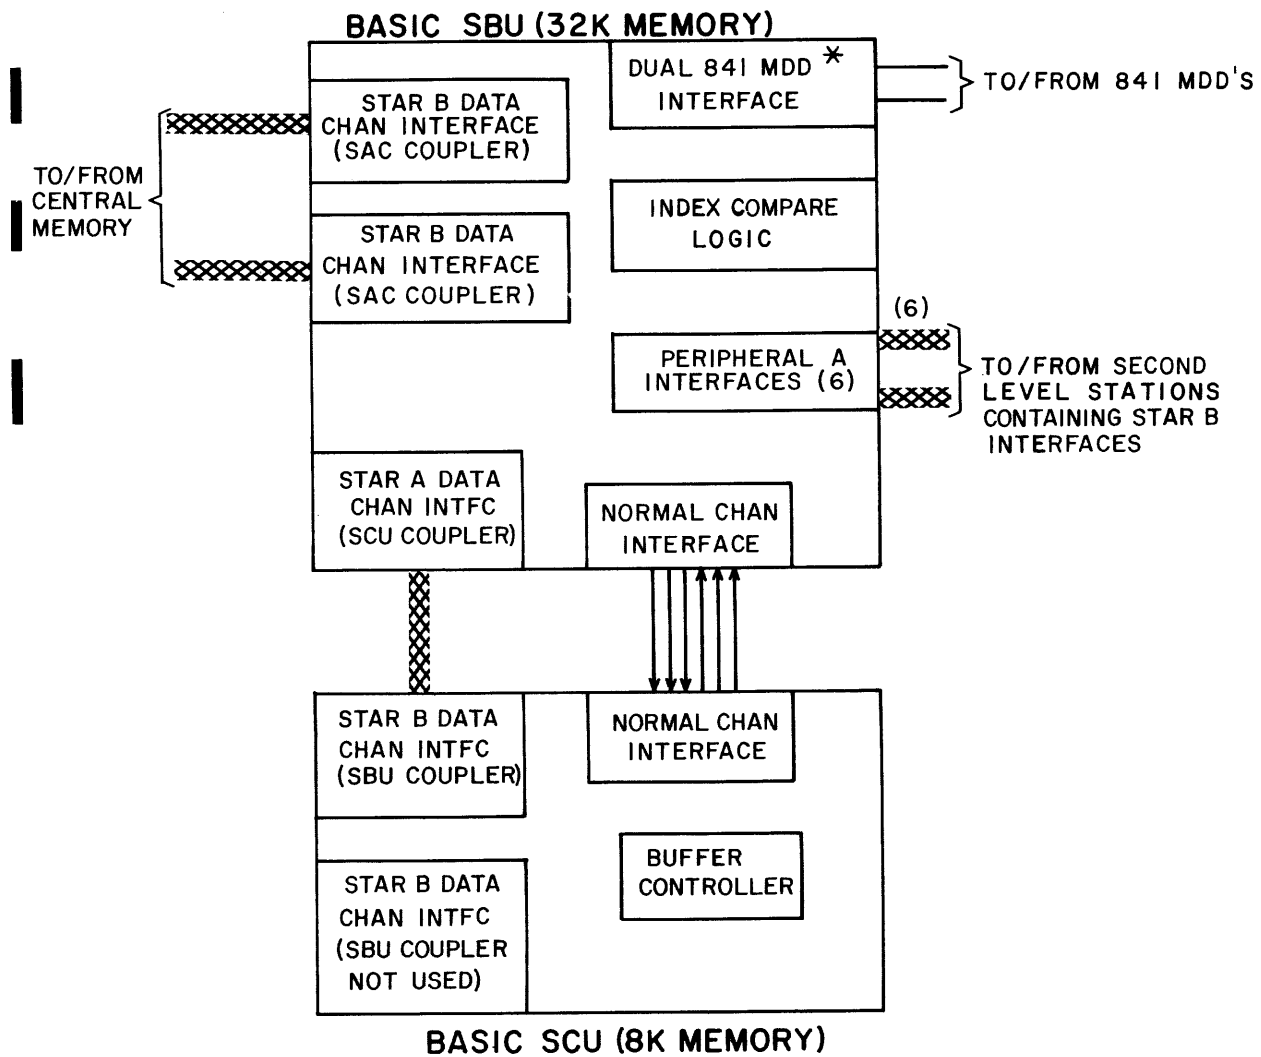 BASIC SBU (32K MEMORY)
DUAL 841 MDD *
INTERFACE
TO/FROM 841 MDD'S
STAR B DATA
CHAN INTERFACE
(SAC COUPLER)
TO/FROM
CENTRAL
MEMORY
INDEX COMPARE
LOGIC
STAR B DATA
CHAN INTERFACE
(SAC COUPLER)
(6)
PERIPHERAL A
INTERFACES (6)
TO/FROM SECOND
LEVEL STATIONS
CONTAINING STAR B
INTERFACES
STAR A DATA
CHAN INTFC
(SCU COUPLER)
NORMAL CHAN
INTERFACE
STAR B DATA
CHAN INTFC
(SBU COUPLER)
NORMAL CHAN
INTERFACE
BUFFER
CONTROLLER
STAR B DATA
CHAN INTFC
(SBU COUPLER
NOT USED)
BASIC SCU (8K MEMORY)